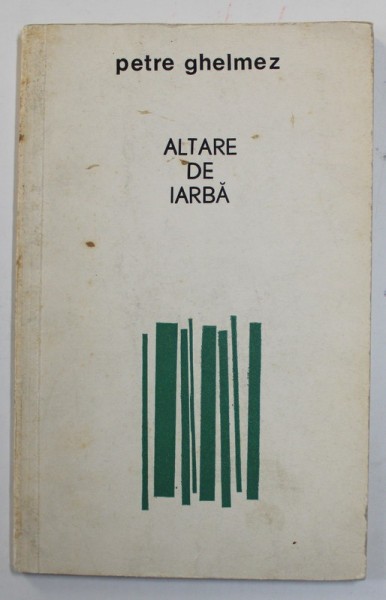 petre ghelmez
ALTARE
DE
IARBĂ